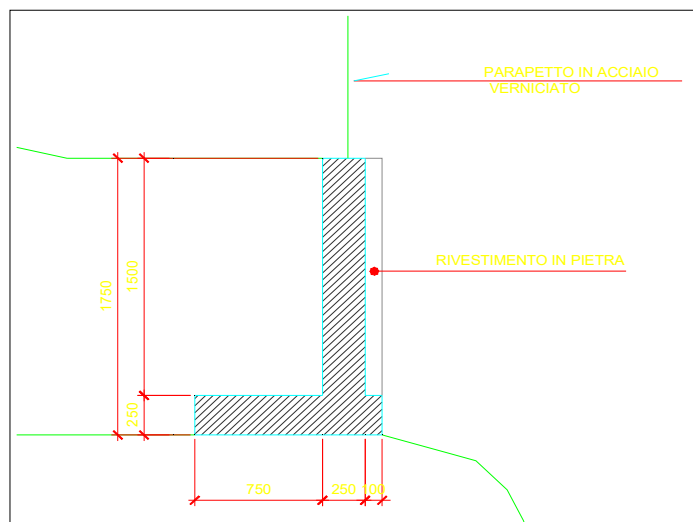 PARAPETTO IN ACCIAIO
VERNICIATO
RIVESTIMENTO IN PIETRA
1750
1500
250
750
250
100